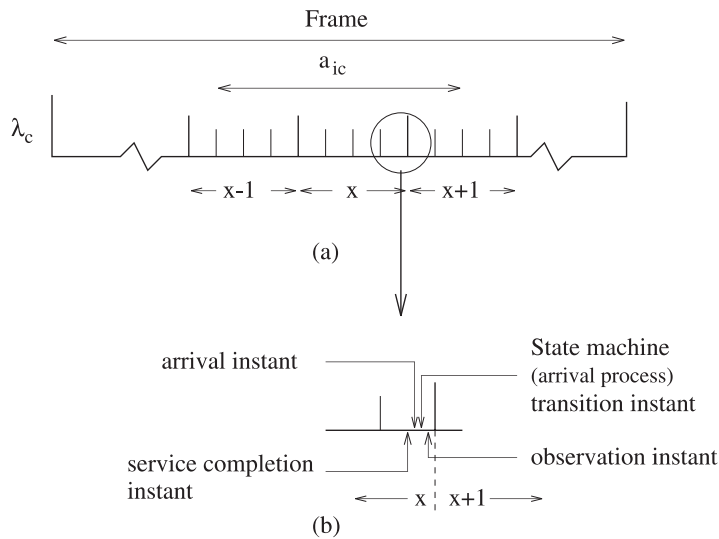 Frame
a_ic
λ_c
x-1 x x+1
(a)
arrival instant
State machine
(arrival process)
transition instant
service completion
instant
observation instant
x x+1
(b)